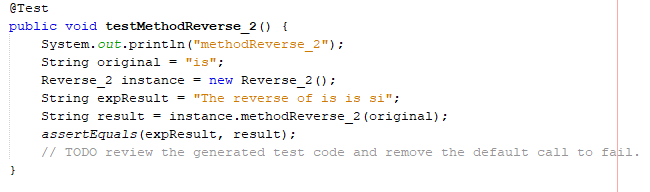 @Test
public void testMethodReverse_2() {
System.out.println("methodReverse_2");
String original = "is";
Reverse_2 instance = new Reverse_2();
String expResult = "The reverse of is is si";
String result = instance.methodReverse_2(original);
assertEquals(expResult, result);
// TODO review the generated test code and remove the default call to fail.
}